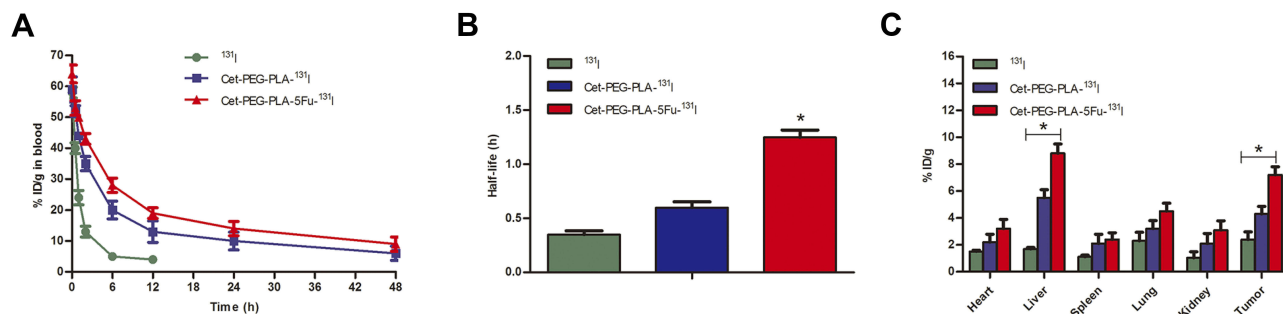 A
% ID/g in blood
70
60
50
40
30
20
10
0
0 6 12 18 24 30 36 42 48
Time (h)
¹³¹I
Cet-PEG-PLA-¹³¹I
Cet-PEG-PLA-5Fu-¹³¹I
B
Half-life (h)
2.0
1.5
1.0
0.5
0.0
¹³¹I
Cet-PEG-PLA-¹³¹I
Cet-PEG-PLA-5Fu-¹³¹I
*
C
% ID/g
16
14
12
10
8
6
4
2
0
¹³¹I
Cet-PEG-PLA-¹³¹I
Cet-PEG-PLA-5Fu-¹³¹I
*
*
Heart Liver Spleen Lung Kidney Tumor